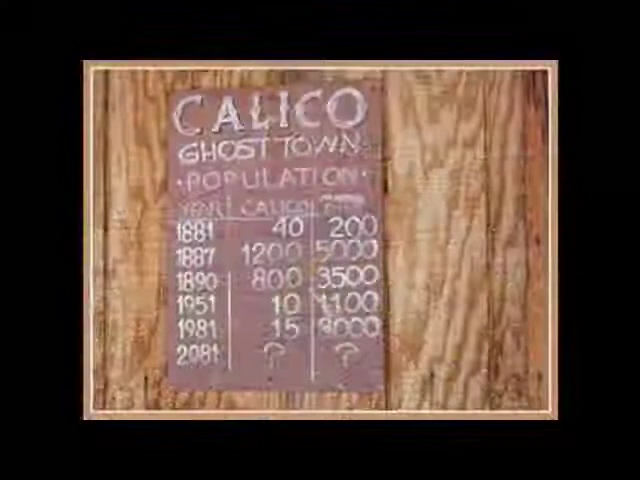 CALICO
GHOST TOWN
·POPULATION·
YEAR CALICO
1881 40 200
1887 1200 5000
1890 800 3500
1951 10 1100
1981 15 3000
2081 ? ?